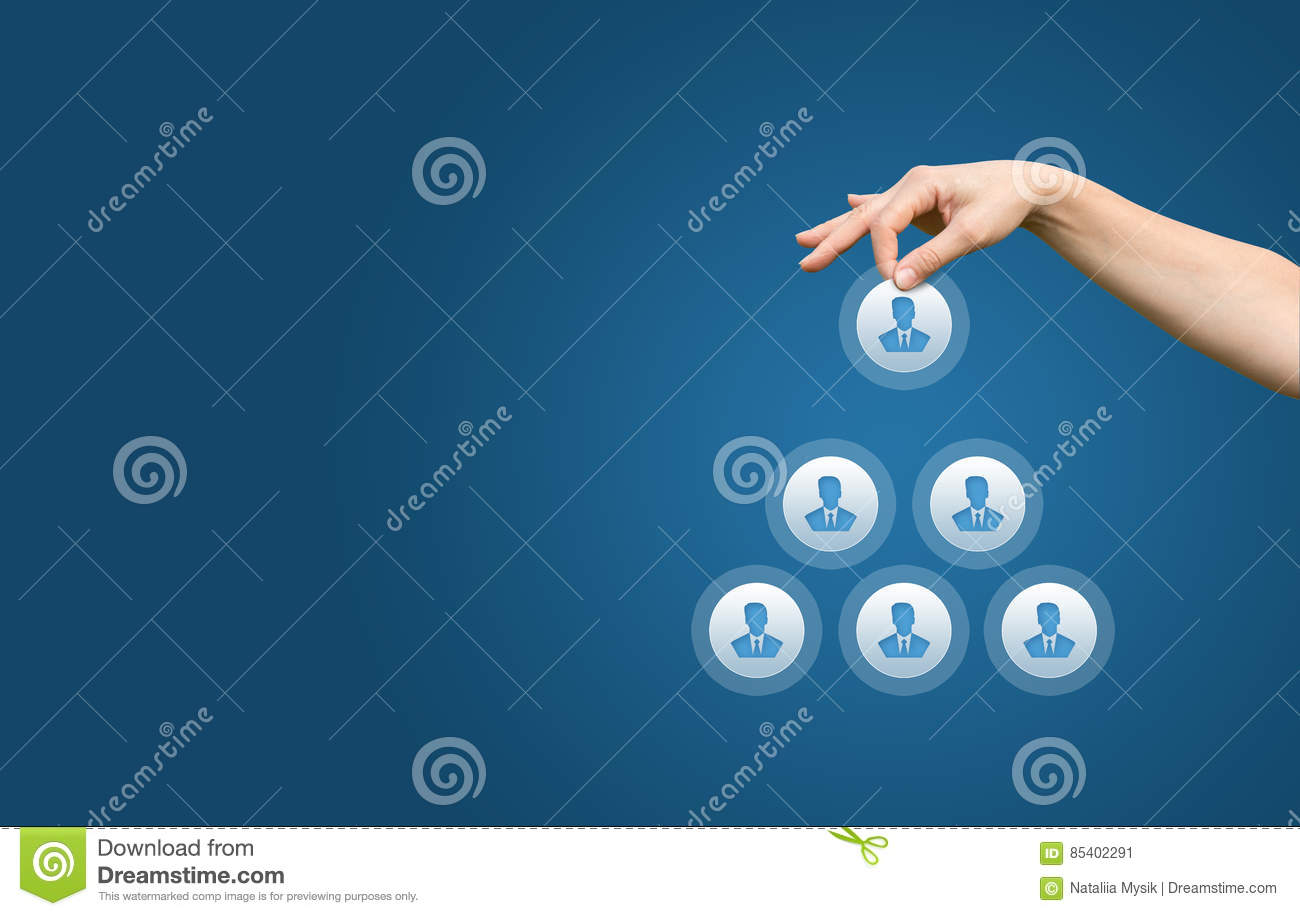 dreamstime
dreamstime
dreamstime
dreamstime
dreamstime
dreamstime
Download from
Dreamstime.com
This watermarked comp image is for previewing purposes only.
ID 85402291
© Nataliia Mysik | Dreamstime.com